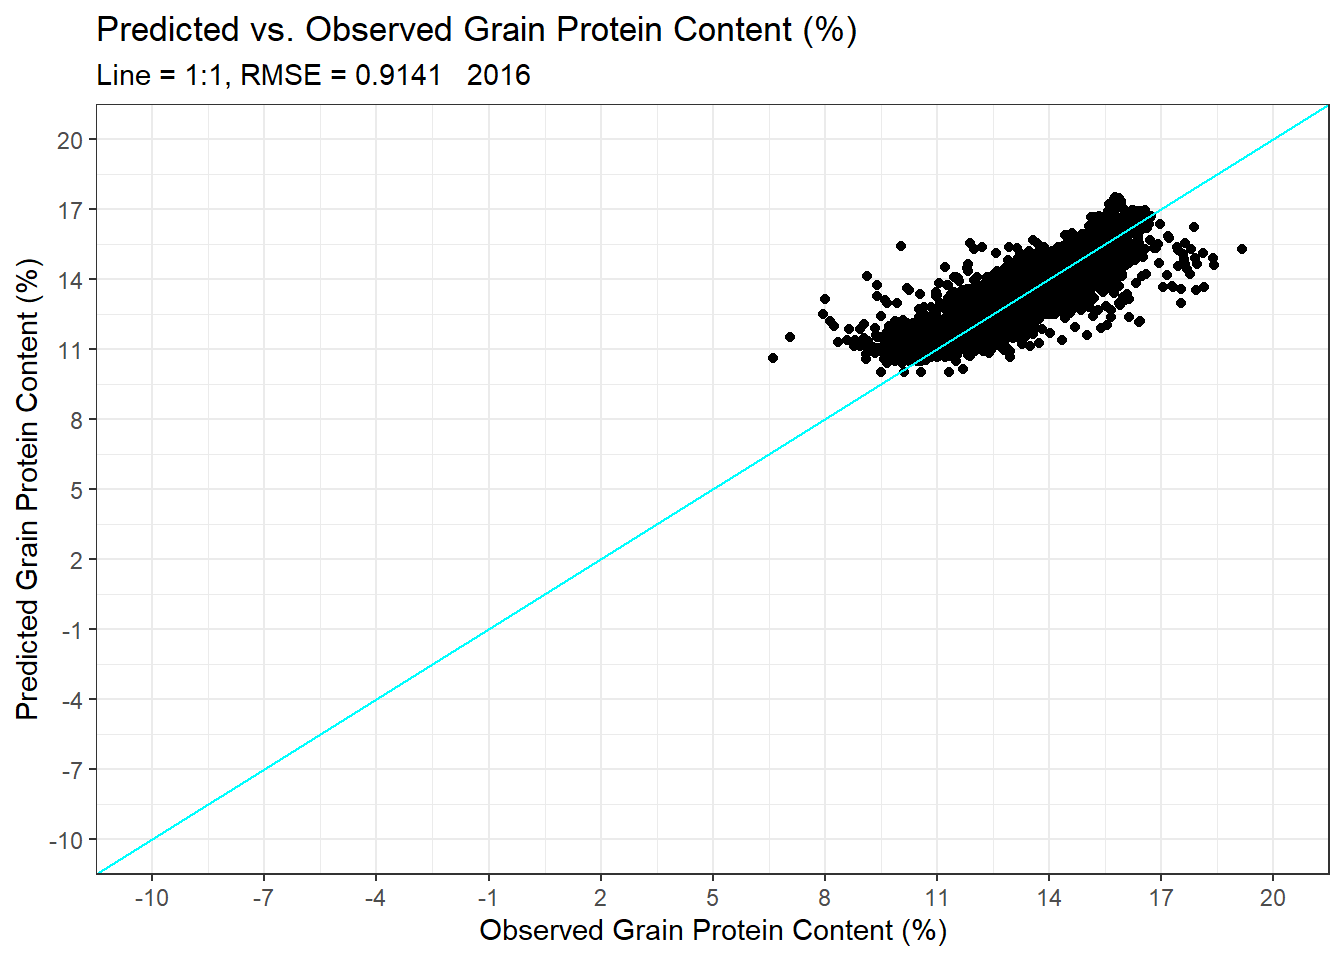 Predicted vs. Observed Grain Protein Content (%)
Line = 1:1, RMSE = 0.9141   2016
Predicted Grain Protein Content (%)
20
17
14
11
8
5
2
-1
-4
-7
-10
-10 -7 -4 -1 2 5 8 11 14 17 20
Observed Grain Protein Content (%)